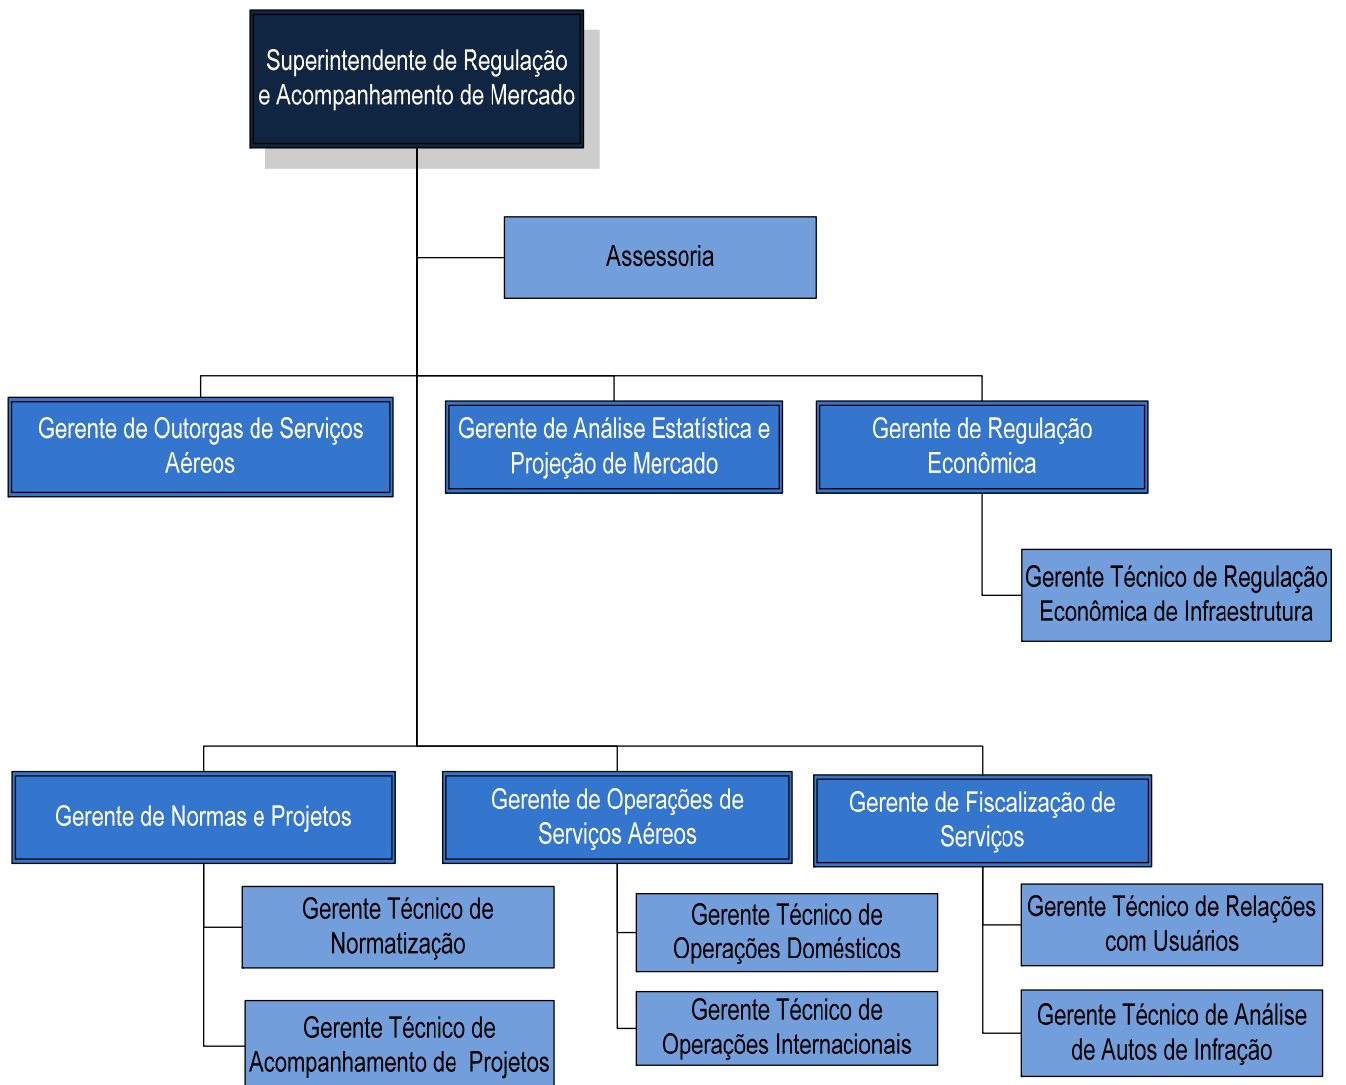 Superintendente de Regulação
e Acompanhamento de Mercado
Assessoria
Gerente de Outorgas de Serviços
Aéreos
Gerente de Análise Estatística e
Projeção de Mercado
Gerente de Regulação
Econômica
Gerente Técnico de Regulação
Econômica de Infraestrutura
Gerente de Normas e Projetos
Gerente de Operações de
Serviços Aéreos
Gerente de Fiscalização de
Serviços
Gerente Técnico de
Normatização
Gerente Técnico de
Acompanhamento de Projetos
Gerente Técnico de
Operações Domésticos
Gerente Técnico de
Operações Internacionais
Gerente Técnico de Relações
com Usuários
Gerente Técnico de Análise
de Autos de Infração